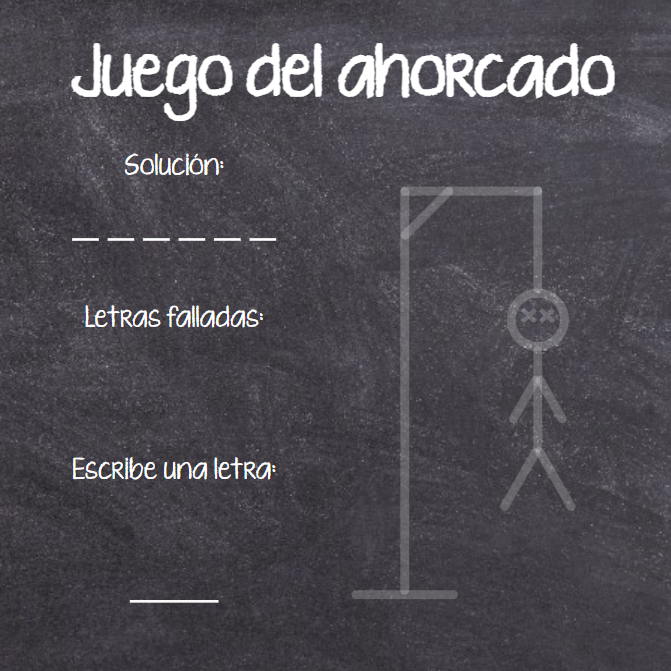 Juego del ahorcado
Solución:
_ _ _ _ _ _
Letras falladas:
Escribe una letra: